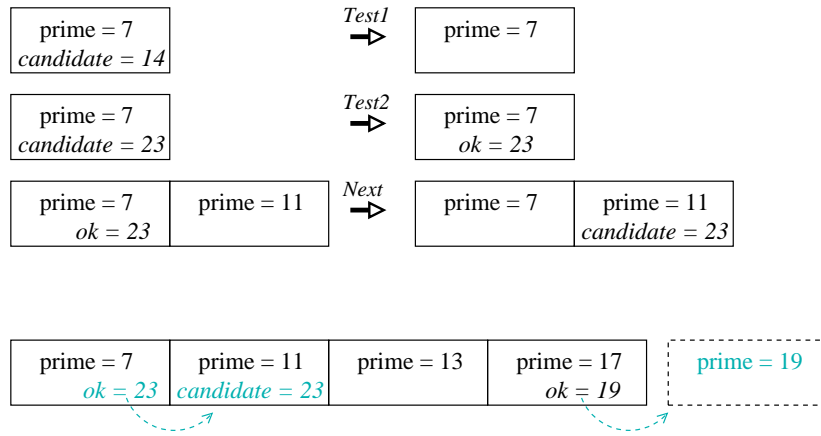 Test1
prime = 7
candidate = 14
prime = 7
Test2
prime = 7
candidate = 23
prime = 7
ok = 23
Next
prime = 7
ok = 23
prime = 11
prime = 7
prime = 11
candidate = 23
prime = 7
ok = 23
prime = 11
candidate = 23
prime = 13
prime = 17
ok = 19
prime = 19